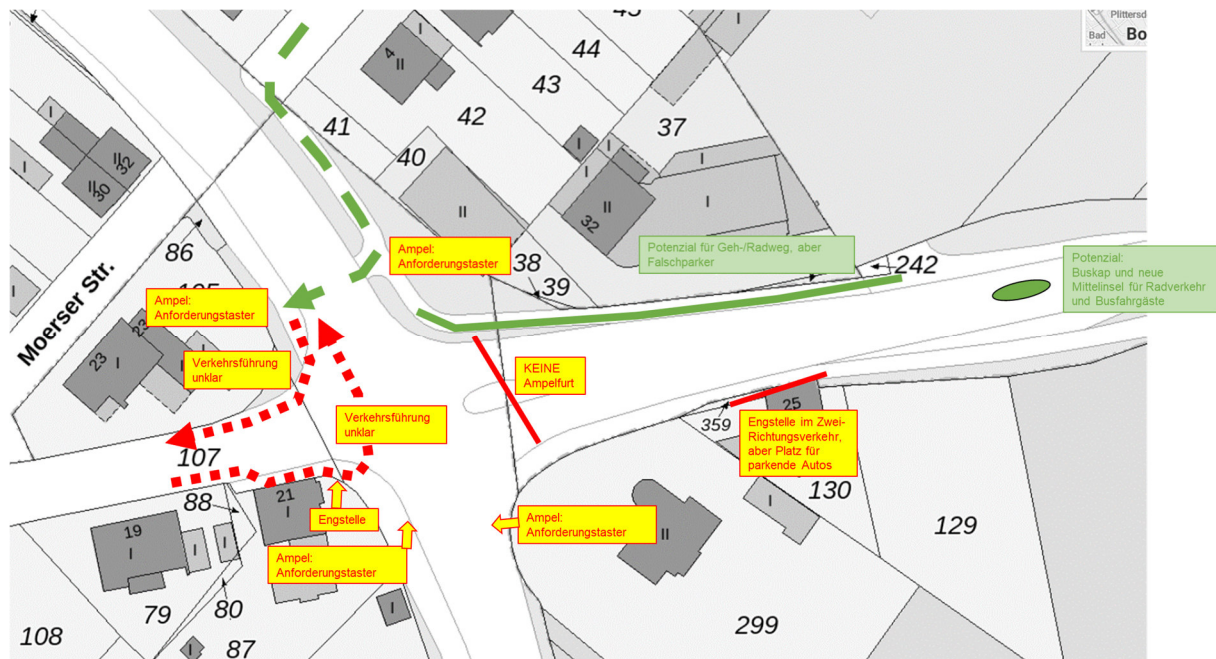 Plittersd
Bad
Bo
45
44
43
4
II
I
42
37
41
I
I
I
40
II
II
32
I
32
II
II
30
I
86
Ampel:
Anforderungstaster
38
39
Potenzial für Geh-/Radweg, aber
Falschparker
242
Potenzial:
Buskap und neue
Mittelinsel für Radverkehr
und Busfahrgäste
Moerser Str.
Ampel:
Anforderungstaster
23
23
I
I
Verkehrsführung
unklar
KEINE
Ampelfurt
Verkehrsführung
unklar
25
359
Engstelle im Zwei-
Richtungsverkehr,
aber Platz für
parkende Autos
107
88
21
I
130
I
19
I
I
I
Engstelle
Ampel:
Anforderungstaster
II
129
Ampel:
Anforderungstaster
79
80
I
108
87
I
299